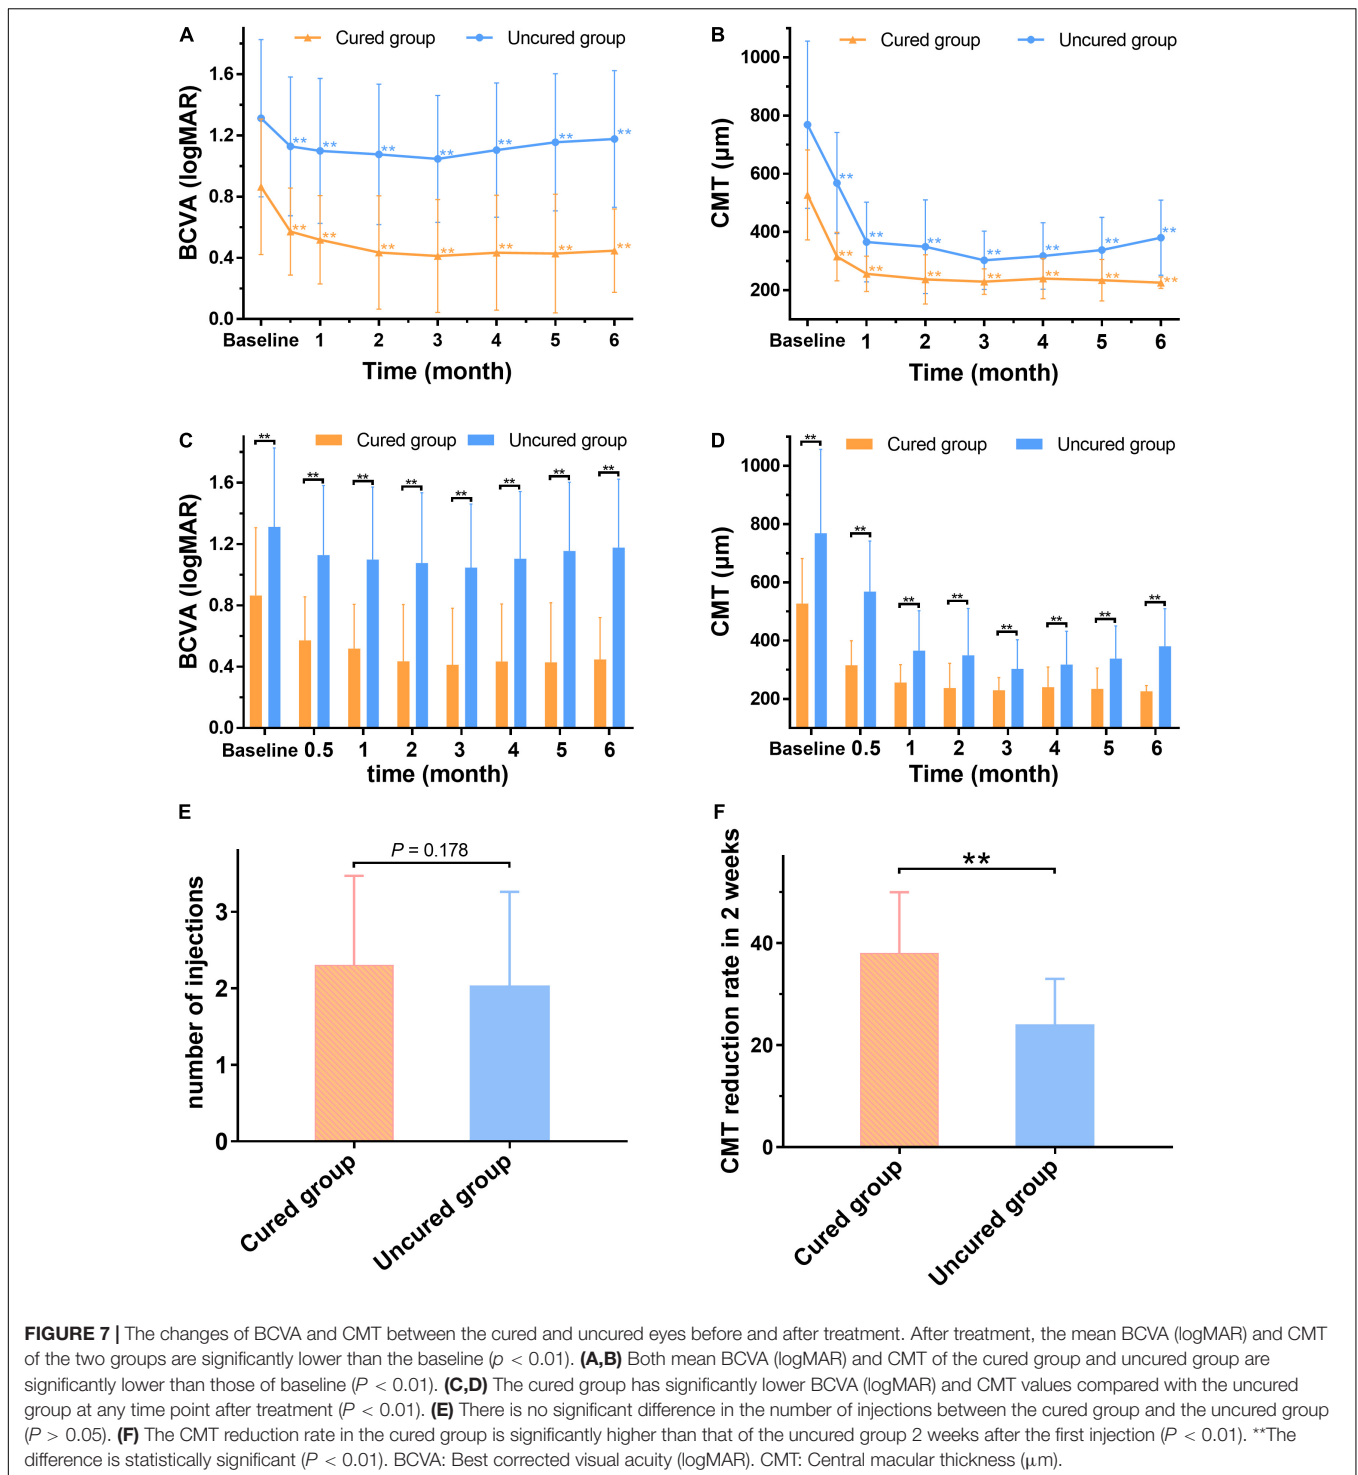 A
Cured group
Uncured group
BCVA (logMAR)
1.6
1.2
0.8
0.4
0.0
** ** ** ** ** ** **
** ** ** ** ** ** **
Baseline 1 2 3 4 5 6
Time (month)
B
Cured group
Uncured group
CMT (µm)
1000
800
600
400
200
** ** ** ** ** ** **
** ** ** ** ** ** **
Baseline 1 2 3 4 5 6
Time (month)
C
Cured group
Uncured group
BCVA (logMAR)
1.6
1.2
0.8
0.4
0.0
** ** ** ** ** ** ** **
Baseline 0.5 1 2 3 4 5 6
time (month)
D
Cured group
Uncured group
CMT (µm)
1000
800
600
400
200
** ** ** ** ** ** ** **
Baseline 0.5 1 2 3 4 5 6
Time (month)
E
number of injections
3
2
1
0
P = 0.178
Cured group
Uncured group
F
CMT reduction rate in 2 weeks
40
20
0
**
Cured group
Uncured group
FIGURE 7 | The changes of BCVA and CMT between the cured and uncured eyes before and after treatment. After treatment, the mean BCVA (logMAR) and CMT
of the two groups are significantly lower than the baseline (p < 0.01). (A,B) Both mean BCVA (logMAR) and CMT of the cured group and uncured group are
significantly lower than those of baseline (P < 0.01). (C,D) The cured group has significantly lower BCVA (logMAR) and CMT values compared with the uncured
group at any time point after treatment (P < 0.01). (E) There is no significant difference in the number of injections between the cured group and the uncured group
(P > 0.05). (F) The CMT reduction rate in the cured group is significantly higher than that of the uncured group 2 weeks after the first injection (P < 0.01). **The
difference is statistically significant (P < 0.01). BCVA: Best corrected visual acuity (logMAR). CMT: Central macular thickness (µm).